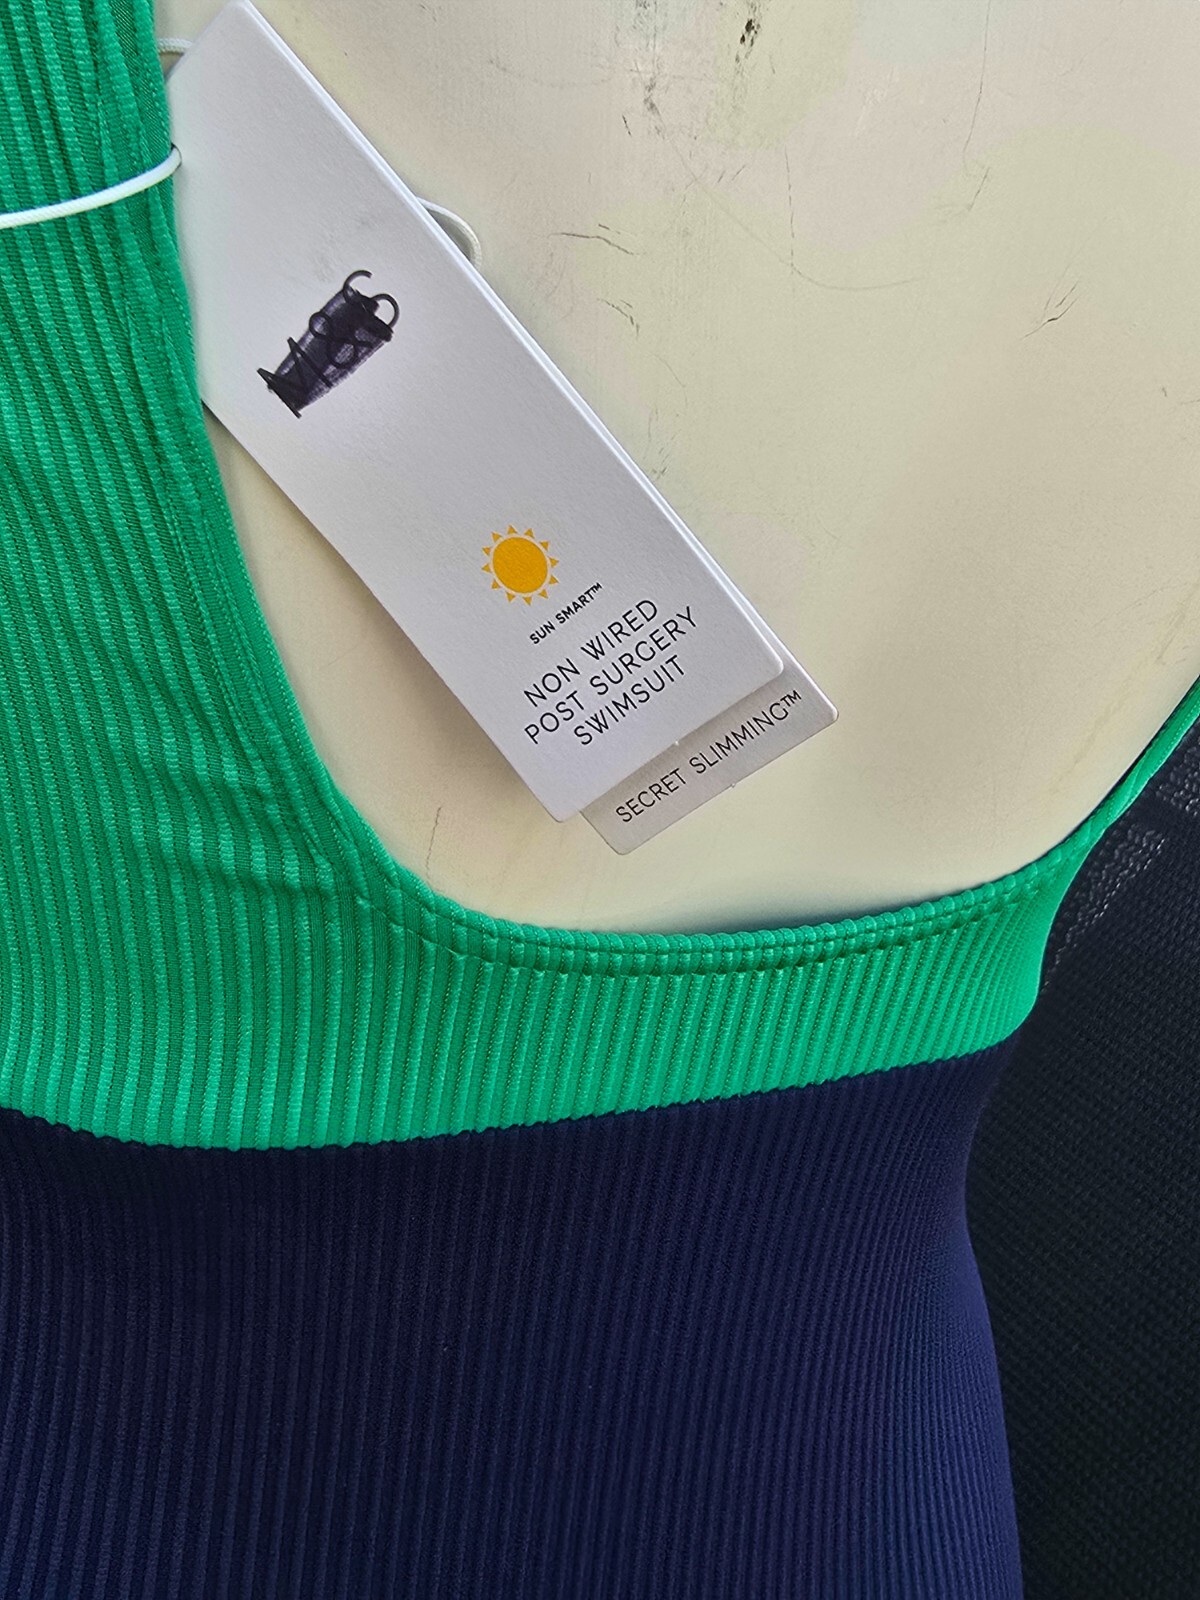 M&S
SUN SMART™
NON WIRED
POST SURGERY
SWIMSUIT
SECRET SLIMMING™